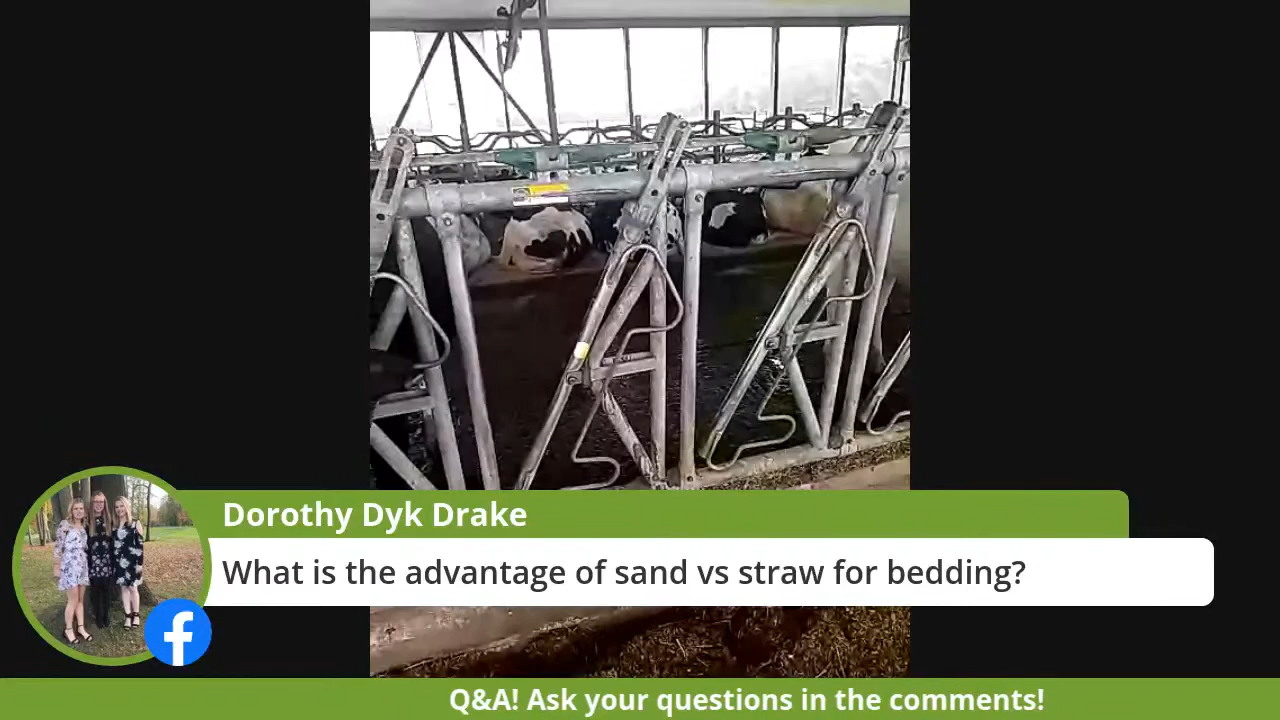 Dorothy Dyk Drake
What is the advantage of sand vs straw for bedding?
Q&A! Ask your questions in the comments!